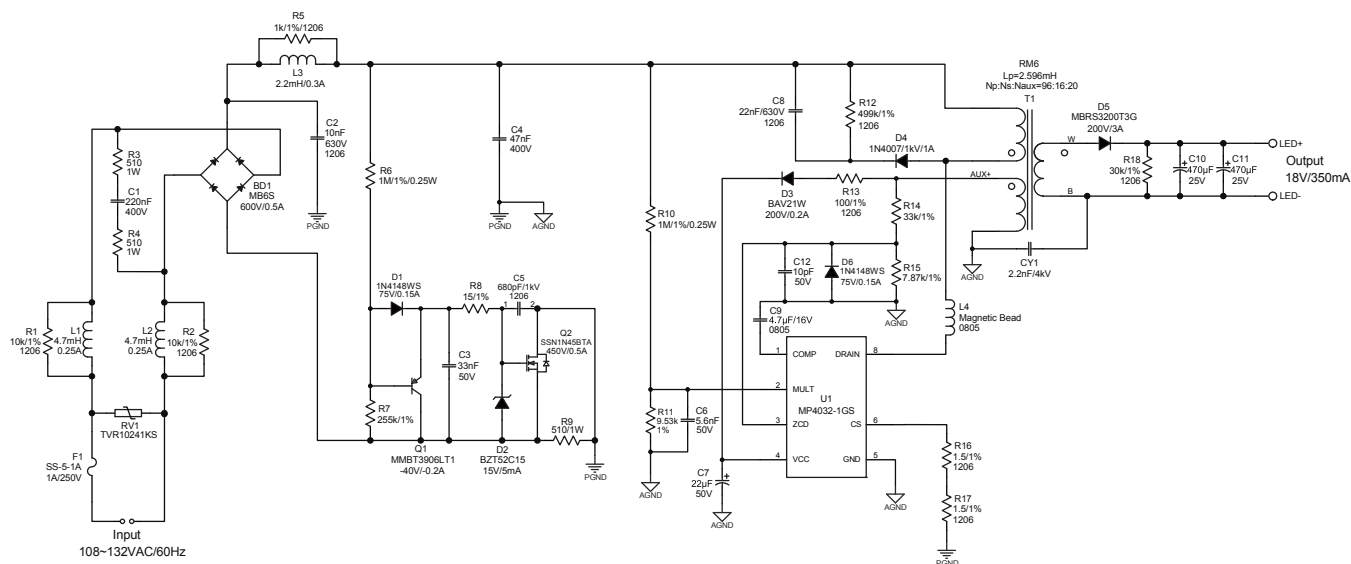 R5
1k/1%/1206
L3
2.2mH/0.3A
C2
10nF
630V
1206
R3
510
1W
C1
220nF
400V
R4
510
1W
BD1
MB6S
600V/0.5A
PGND
R1
10k/1%
1206
L1
4.7mH
0.25A
L2
4.7mH
0.25A
R2
10k/1%
1206
RV1
TVR10241KS
F1
SS-5-1A
1A/250V
Input
108~132VAC/60Hz
R6
1M/1%/0.25W
C4
47nF
400V
PGND
AGND
D1
1N4148WS
75V/0.15A
R8
15/1%
C5
680pF/1kV
1206
1
2
Q2
SSN1N45BTA
450V/0.5A
C3
33nF
50V
R7
255k/1%
Q1
MMBT3906LT1
-40V/-0.2A
D2
BZT52C15
15V/5mA
R9
510/1W
PGND
R10
1M/1%/0.25W
R11
9.53k
1%
C6
5.6nF
50V
AGND
C8
22nF/630V
1206
R12
499k/1%
1206
D4
1N4007/1kV/1A
D3
BAV21W
200V/0.2A
R13
100/1%
1206
AUX+
R14
33k/1%
C12
10pF
50V
D6
1N4148WS
75V/0.15A
R15
7.87k/1%
AGND
C9
4.7µF/16V
0805
L4
Magnetic Bead
0805
1
COMP
DRAIN
8
2
MULT
U1
MP4032-1GS
3
ZCD
CS
6
4
VCC
GND
5
C7
22µF
50V
AGND
AGND
R16
1.5/1%
1206
R17
1.5/1%
1206
PGND
RM6
Lp=2.596mH
Np:Ns:Naux=96:16:20
T1
W
B
D5
MBRS3200T3G
200V/3A
R18
30k/1%
1206
C10
470µF
25V
C11
470µF
25V
LED+
Output
18V/350mA
LED-
AGND
CY1
2.2nF/4kV